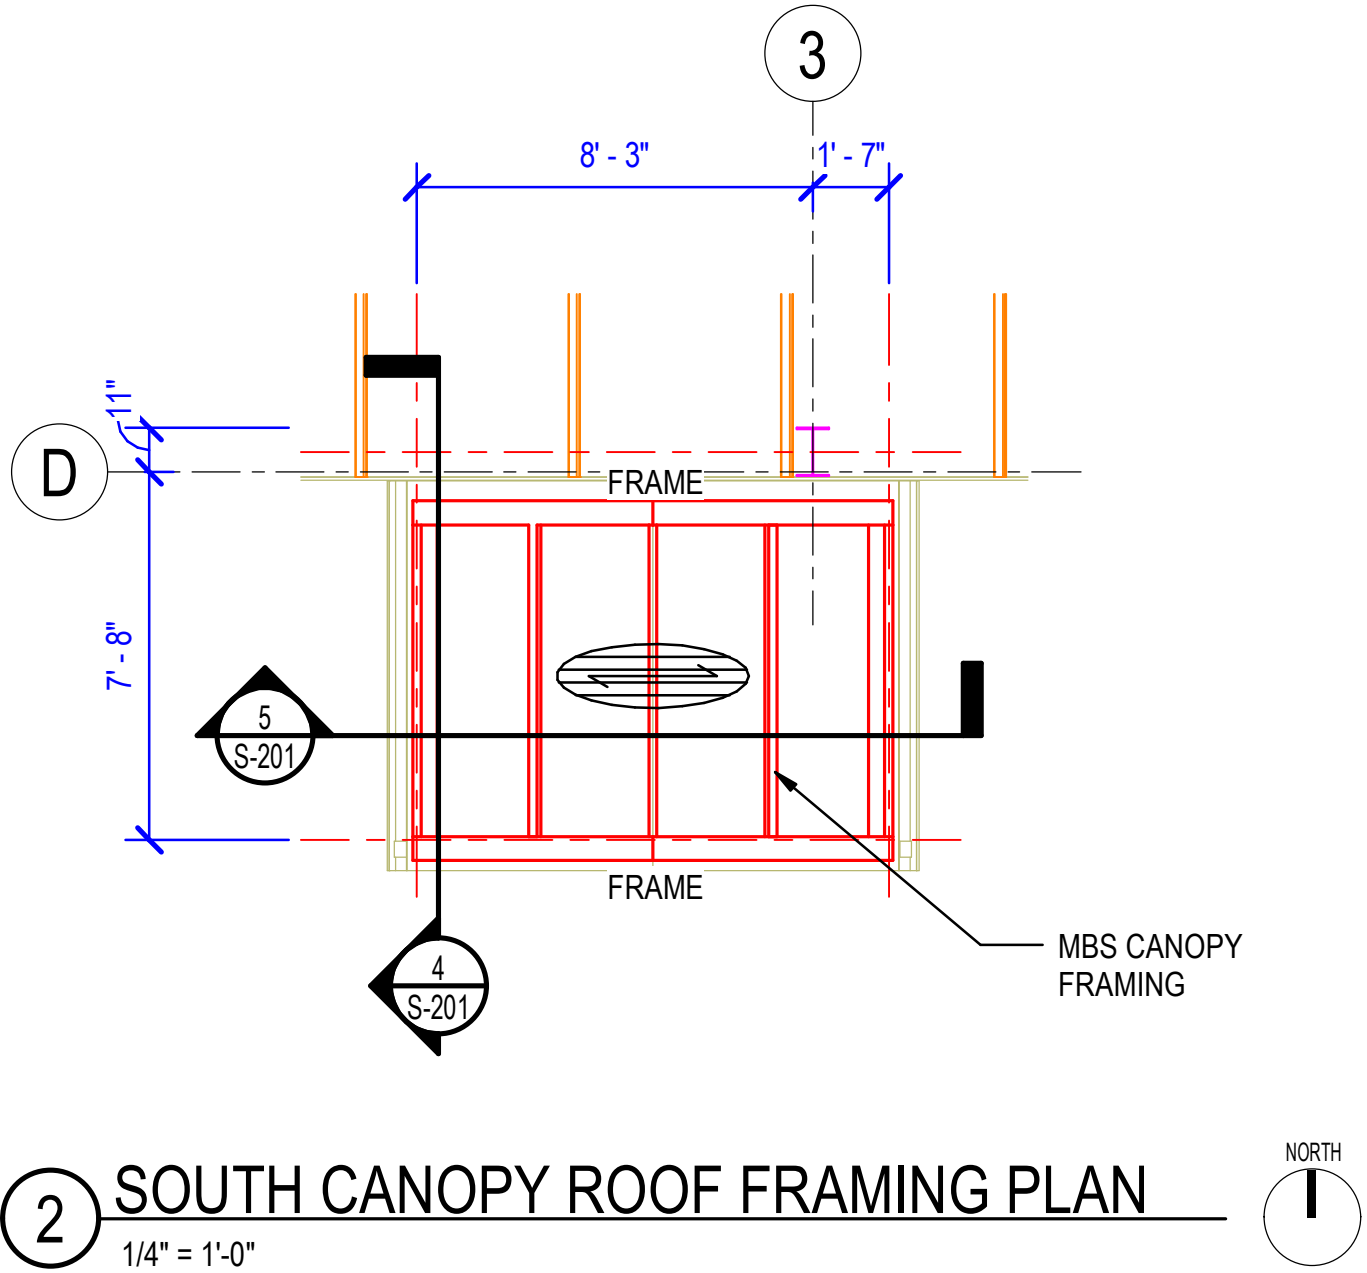 3
8' - 3"
1' - 7"
11"
D
FRAME
7' - 8"
5
S-201
FRAME
MBS CANOPY
FRAMING
4
S-201
NORTH
2
SOUTH CANOPY ROOF FRAMING PLAN
1/4" = 1'-0"